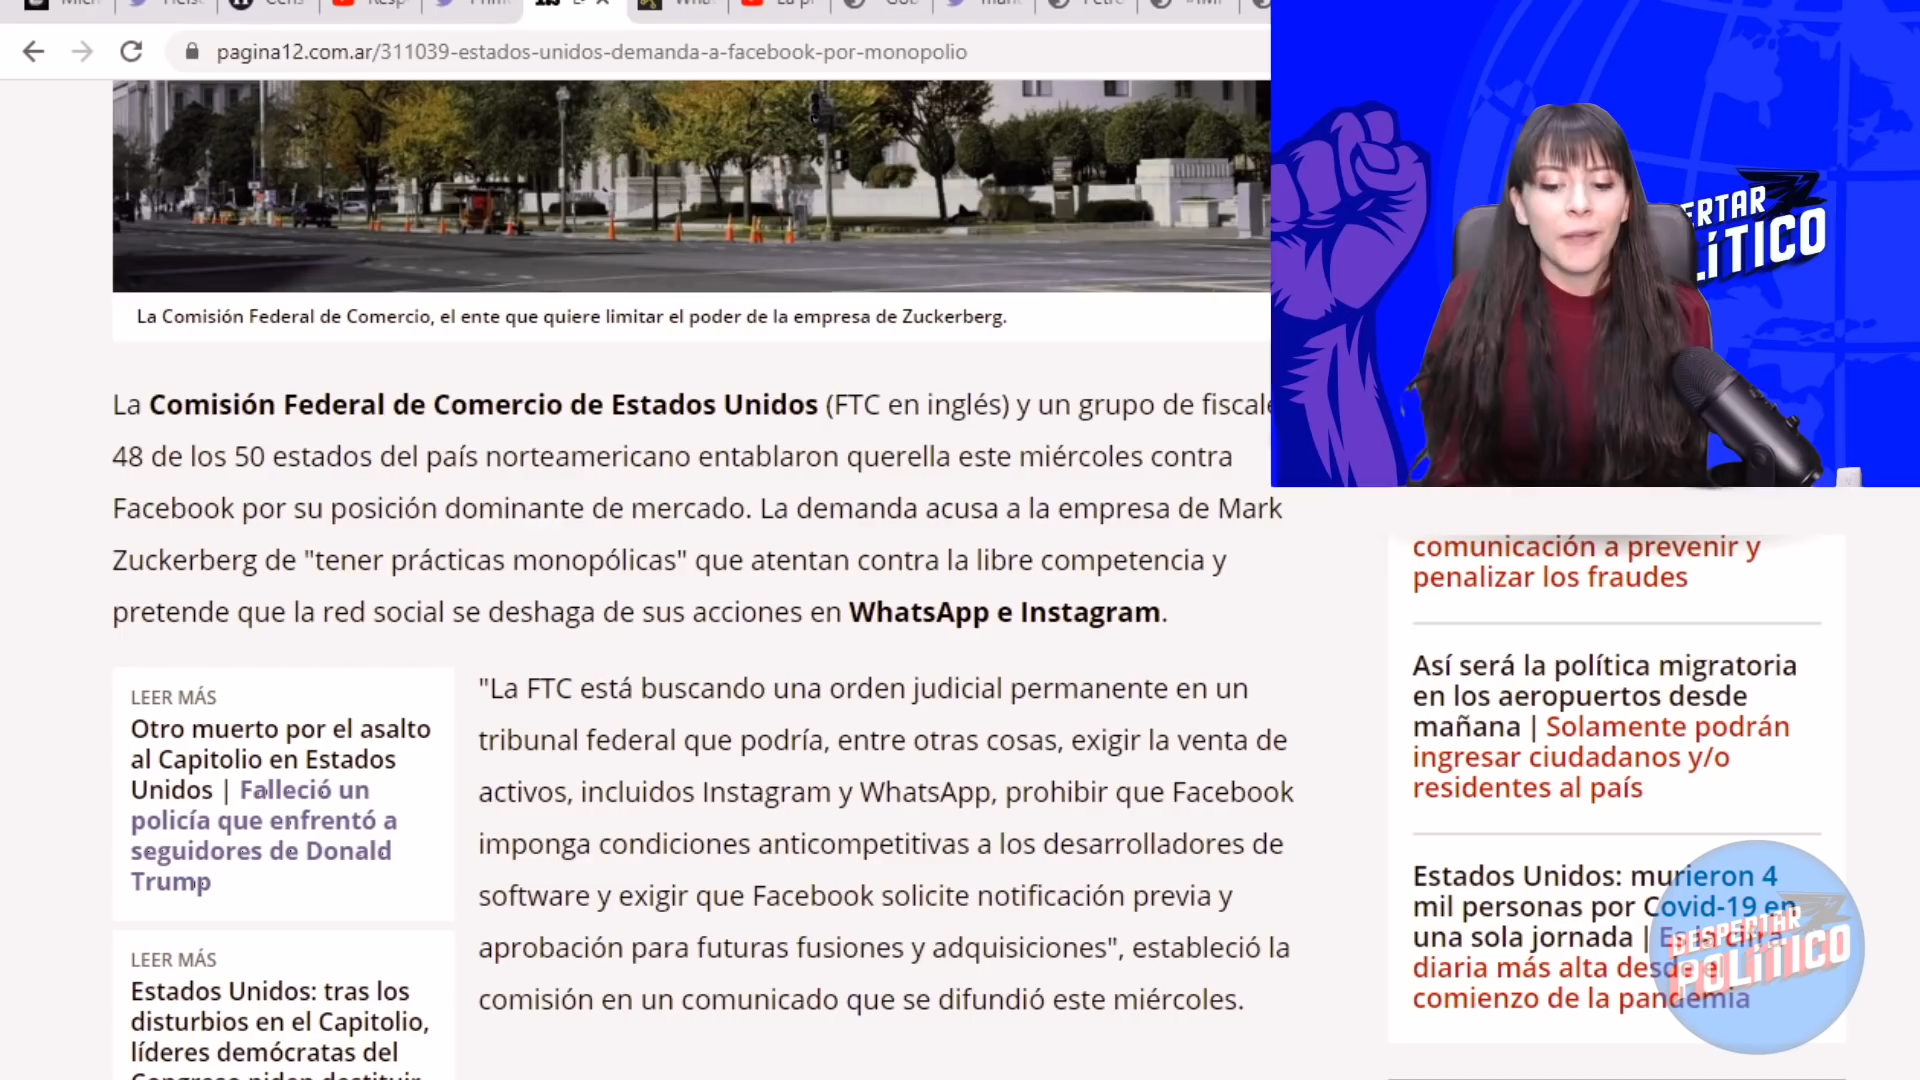 pagina12.com.ar/311039-estados-unidos-demanda-a-facebook-por-monopolio
La Comisión Federal de Comercio, el ente que quiere limitar el poder de la empresa de Zuckerberg.
La Comisión Federal de Comercio de Estados Unidos (FTC en inglés) y un grupo de
48 de los 50 estados del país norteamericano entablaron querella este miércoles contra
Facebook por su posición dominante de mercado. La demanda acusa a la empresa de Mark
Zuckerberg de "tener prácticas monopólicas" que atentan contra la libre competencia y
pretende que la red social se deshaga de sus acciones en WhatsApp e Instagram.
LEER MÁS
Otro muerto por el asalto
al Capitolio en Estados
Unidos | Falleció un
policía que enfrentó a
seguidores de Donald
Trump
LEER MÁS
Estados Unidos: tras los
disturbios en el Capitolio,
líderes demócratas del
"La FTC está buscando una orden judicial permanente en un
tribunal federal que podría, entre otras cosas, exigir la venta de
activos, incluidos Instagram y WhatsApp, prohibir que Facebook
imponga condiciones anticompetitivas a los desarrolladores de
software y exigir que Facebook solicite notificación previa y
aprobación para futuras fusiones y adquisiciones", estableció la
comisión en un comunicado que se difundió este miércoles.
ERTAR
LÍTICO
comunicación a prevenir y
penalizar los fraudes
Así será la política migratoria
en los aeropuertos desde
mañana | Solamente podrán
ingresar ciudadanos y/o
residentes al país
Estados Unidos: murieron 4
mil personas por Covid-19 en
una sola jornada | Es la cifra
diaria más alta desde el
comienzo de la pandemia
DESPERTAR
POLÍTICO